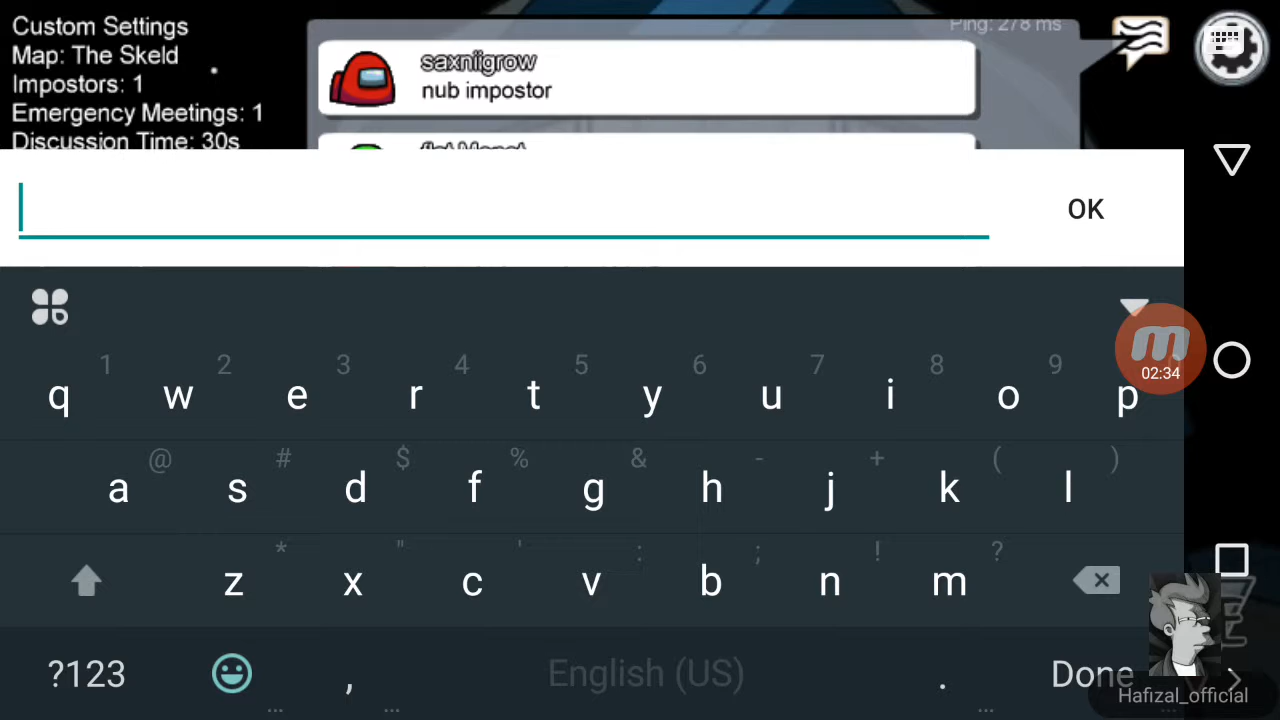 Custom Settings
Map: The Skeld
Impostors: 1
Emergency Meetings: 1
Discussion Time: 30s
Ping: 278 ms
saxniigrow
nub impostor
OK
1 2 3 4 5 6 7 8 9
q w e r t y u i o p
@ # $ % & - + ( )
a s d f g h j k l
* " ' : ; ! ?
z x c v b n m
?123 , English (US) . Done
02:34
Hafizal_official